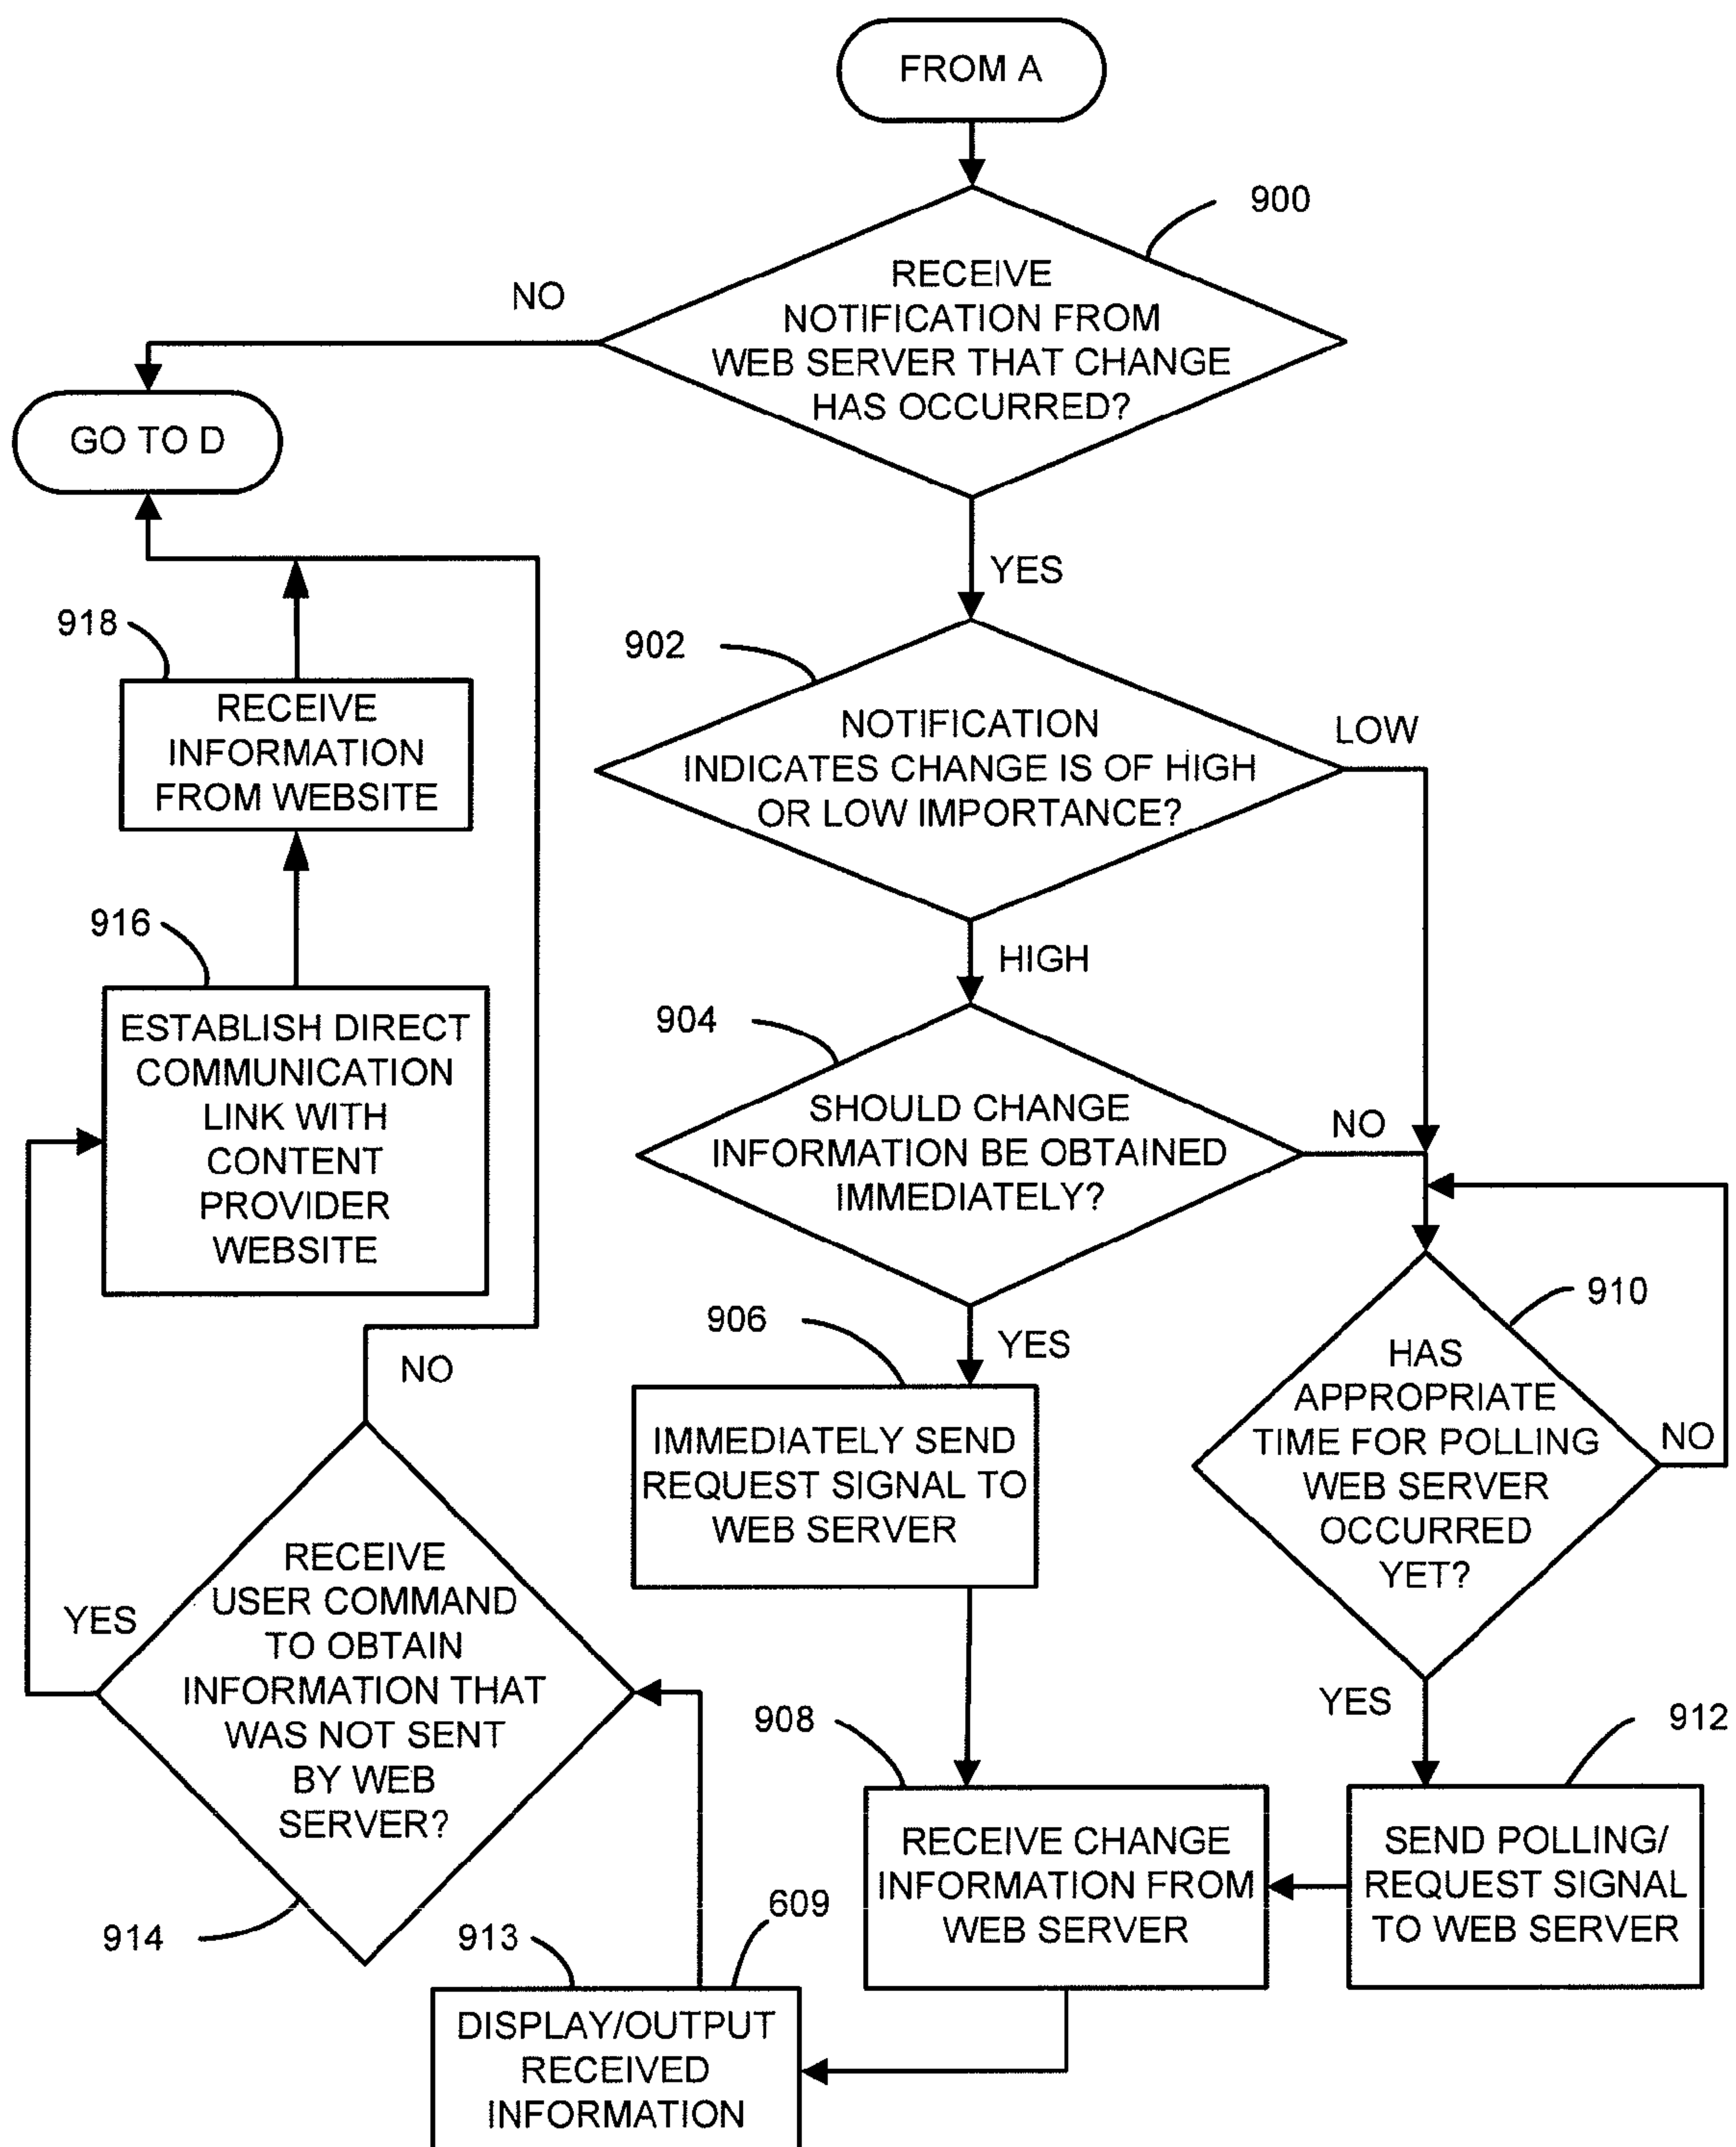 FROM A
900
RECEIVE
NOTIFICATION FROM
WEB SERVER THAT CHANGE
HAS OCCURRED?
NO
GO TO D
YES
902
NOTIFICATION
INDICATES CHANGE IS OF HIGH
OR LOW IMPORTANCE?
LOW
HIGH
904
SHOULD CHANGE
INFORMATION BE OBTAINED
IMMEDIATELY?
NO
YES
906
IMMEDIATELY SEND
REQUEST SIGNAL TO
WEB SERVER
910
HAS
APPROPRIATE
TIME FOR POLLING
WEB SERVER
OCCURRED
YET?
NO
YES
912
SEND POLLING/
REQUEST SIGNAL
TO WEB SERVER
908
RECEIVE CHANGE
INFORMATION FROM
WEB SERVER
913
609
DISPLAY/OUTPUT
RECEIVED
INFORMATION
914
RECEIVE
USER COMMAND
TO OBTAIN
INFORMATION THAT
WAS NOT SENT
BY WEB
SERVER?
NO
YES
916
ESTABLISH DIRECT
COMMUNICATION
LINK WITH
CONTENT
PROVIDER
WEBSITE
918
RECEIVE
INFORMATION
FROM WEBSITE